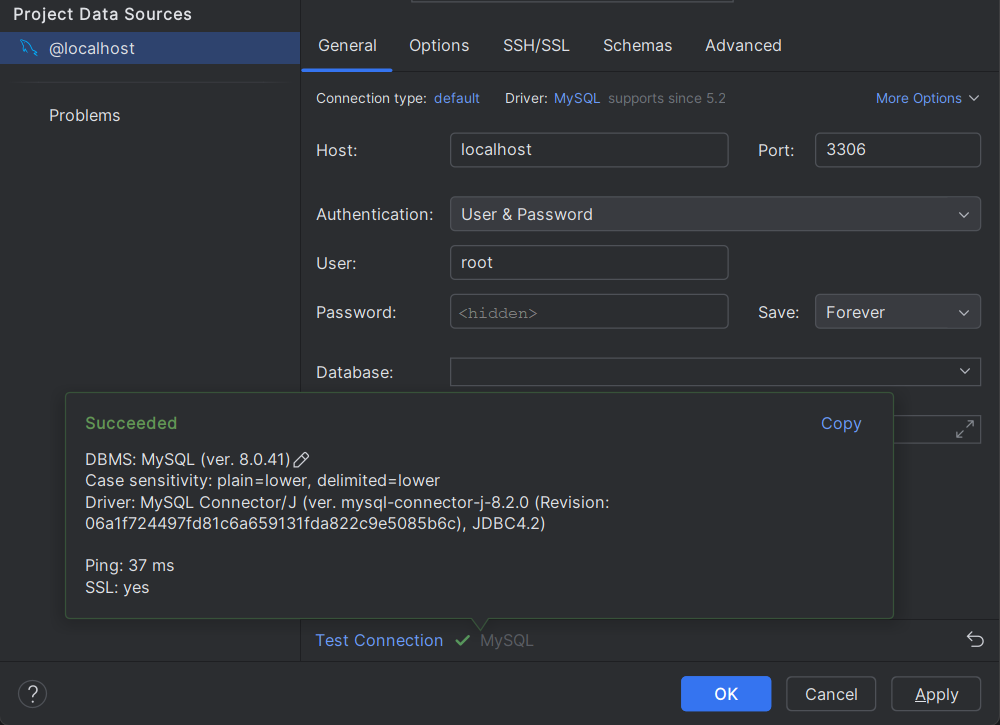 Project Data Sources
@localhost
Problems
General Options SSH/SSL Schemas Advanced
Connection type: default Driver: MySQL supports since 5.2 More Options
Host: localhost Port: 3306
Authentication: User & Password
User: root
Password: <hidden> Save: Forever
Database:
Succeeded Copy
DBMS: MySQL (ver. 8.0.41)
Case sensitivity: plain=lower, delimited=lower
Driver: MySQL Connector/J (ver. mysql-connector-j-8.2.0 (Revision:
06a1f724497fd81c6a659131fda822c9e5085b6c), JDBC4.2)
Ping: 37 ms
SSL: yes
Test Connection MySQL
? OK Cancel Apply